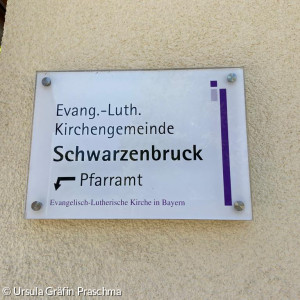 Evang.-Luth.
Kirchengemeinde
Schwarzenbruck
Pfarramt
Evangelisch-Lutherische Kirche in Bayern
© Ursula Gräfin Praschma